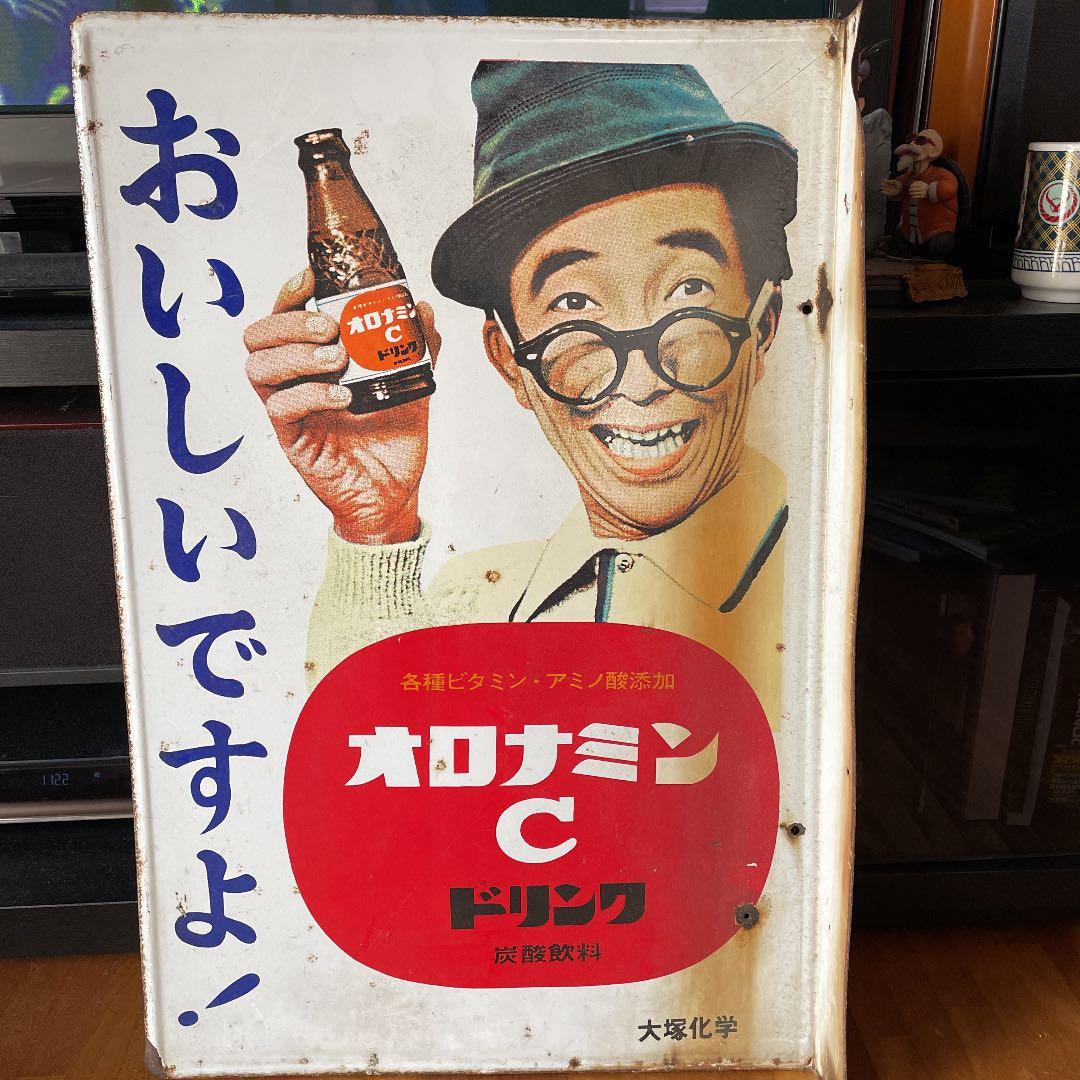 おいしいですよ!
オロナミン
C
ドリンク
各種ビタミン・アミノ酸添加
オロナミン
C
ドリンク
炭酸飲料
大塚化学
1122